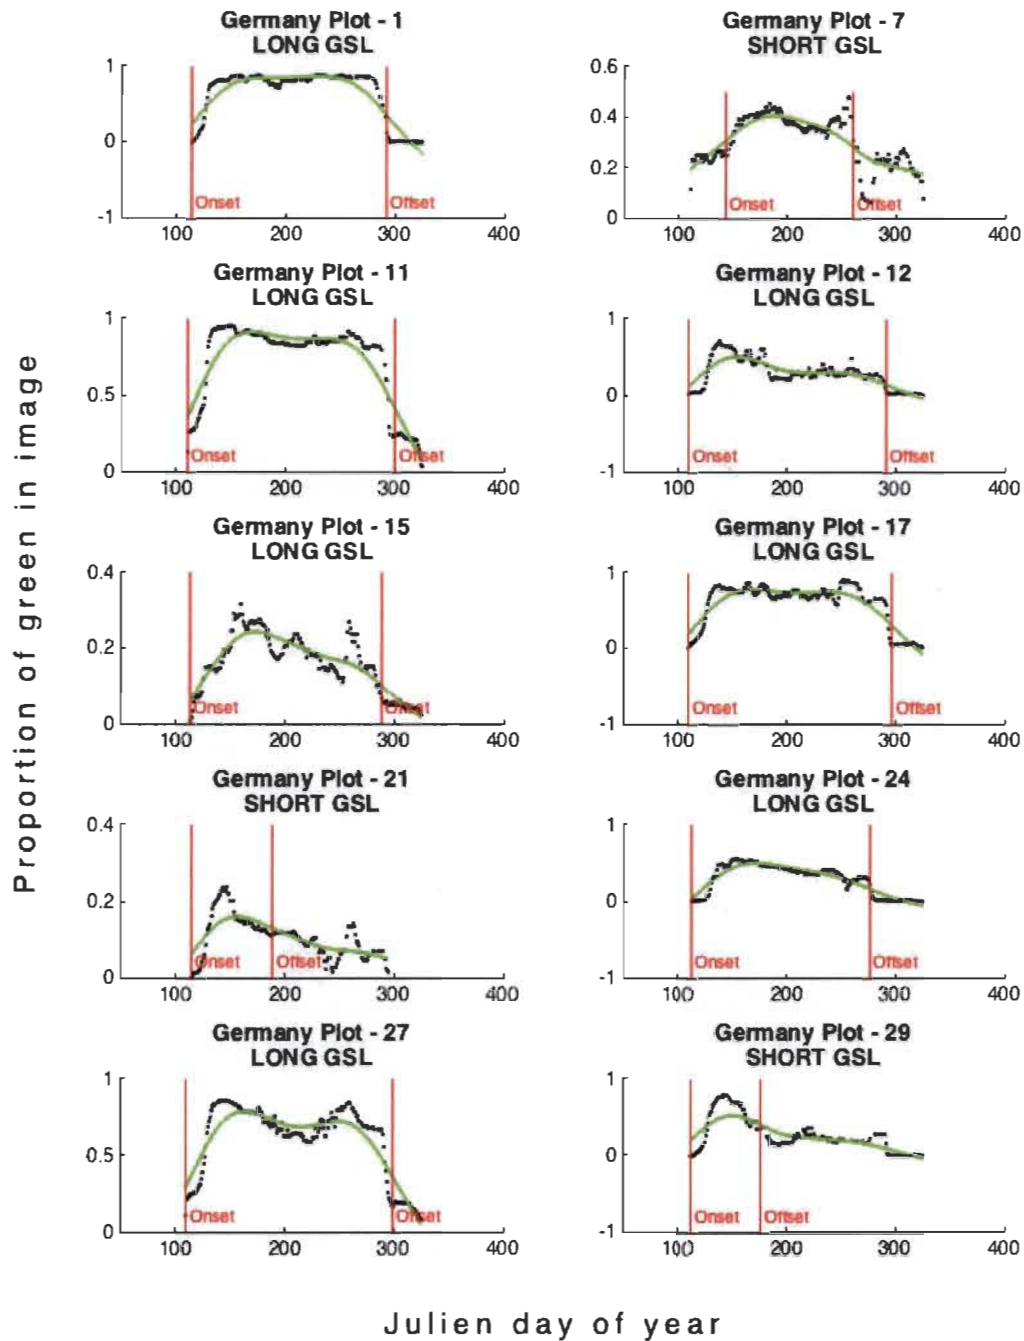 Germany Plot - 1
LONG GSL
1
0
-1
Onset
Offset
100
200
300
400
Germany Plot - 7
SHORT GSL
0.6
0.4
0.2
0
Onset
Offset
100
200
300
400
Germany Plot - 11
LONG GSL
1
0.5
0
Onset
Offset
100
200
300
400
Germany Plot - 12
LONG GSL
1
0
-1
Onset
Offset
100
200
300
400
Germany Plot - 15
LONG GSL
0.4
0.2
0
Onset
Offset
100
200
300
400
Germany Plot - 17
LONG GSL
1
0
-1
Onset
Offset
100
200
300
400
Germany Plot - 21
SHORT GSL
0.4
0.2
0
Onset
Offset
100
200
300
400
Germany Plot - 24
LONG GSL
1
0
-1
Onset
Offset
100
200
300
400
Germany Plot - 27
LONG GSL
1
0.5
0
Onset
Offset
100
200
300
400
Germany Plot - 29
SHORT GSL
1
0
-1
Onset
Offset
100
200
300
400
Proportion of green in image
Julien day of year